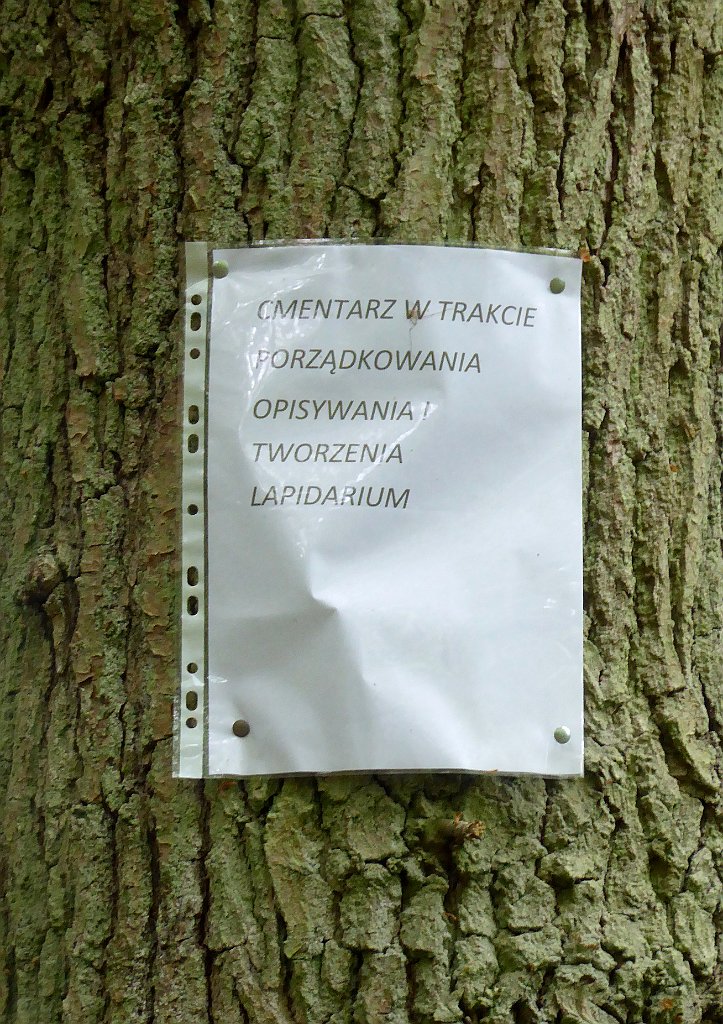 CMENTARZ W TRAKCIE
PORZĄDKOWANIA
OPISYWANIA I
TWORZENIA
LAPIDARIUM